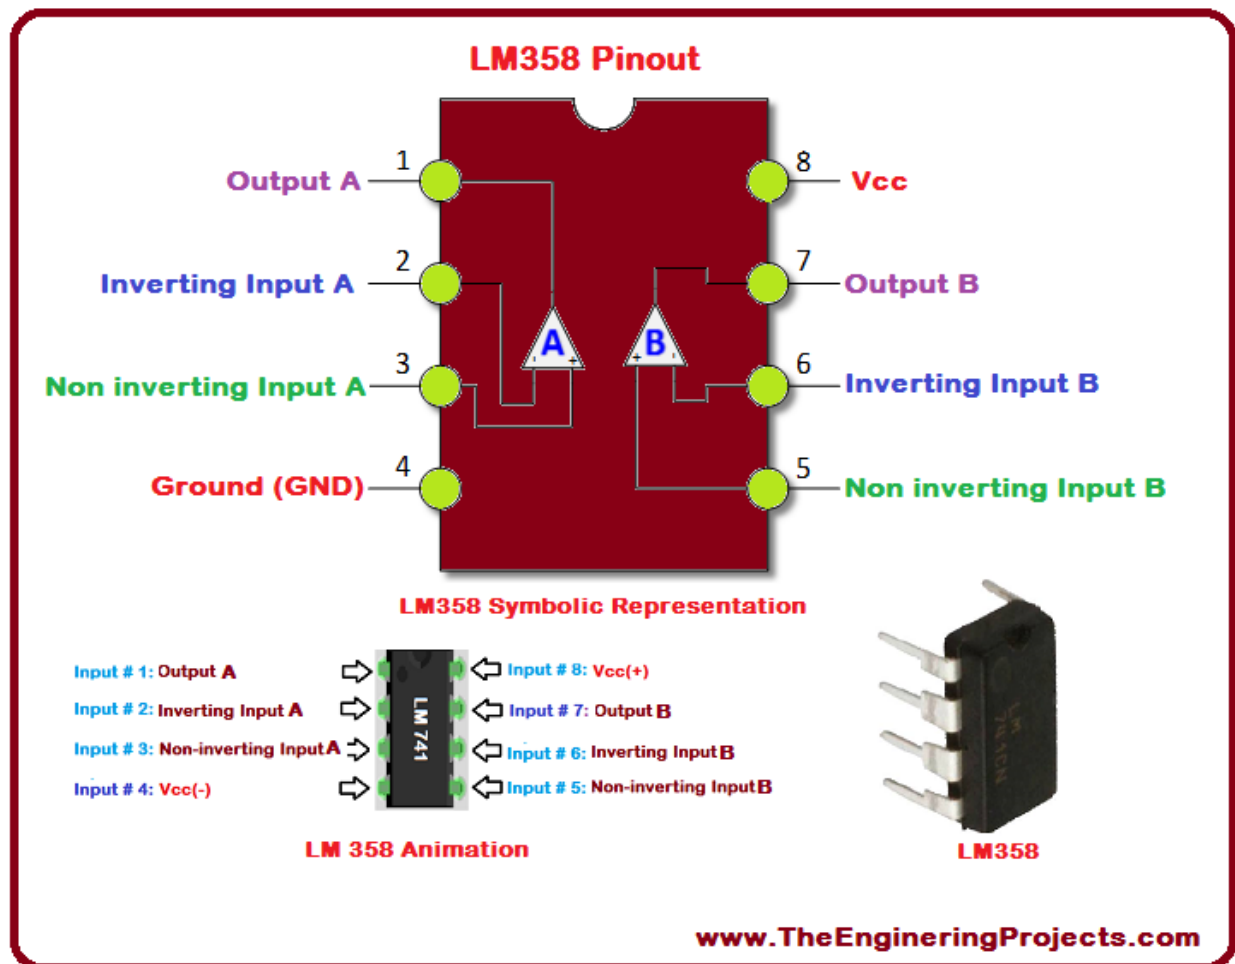 LM358 Pinout
1
Output A
8
Vcc
2
Inverting Input A
7
Output B
A
B
- +
+ -
3
Non inverting Input A
6
Inverting Input B
4
Ground (GND)
5
Non inverting Input B
LM358 Symbolic Representation
Input # 1: Output A
Input # 2: Inverting Input A
Input # 3: Non-inverting Input A
Input # 4: Vcc(-)
LM 741
Input # 8: Vcc(+)
Input # 7: Output B
Input # 6: Inverting Input B
Input # 5: Non-inverting Input B
LM 358 Animation
LM
741CN
LM358
www.TheEngineringProjects.com